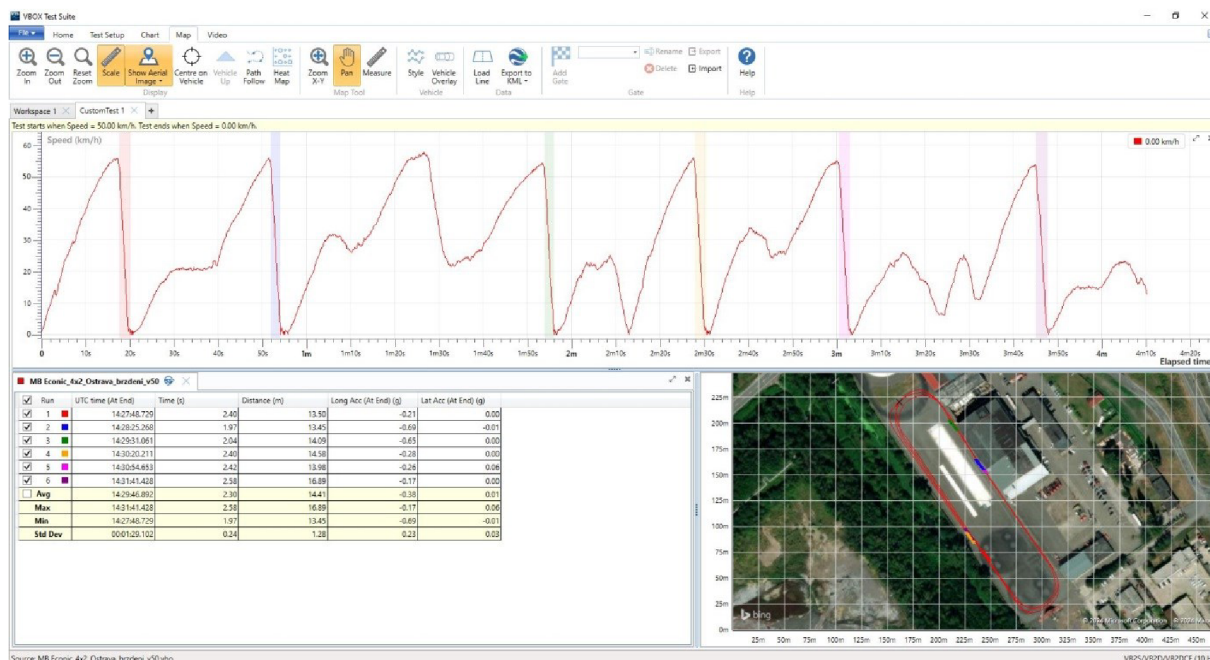 VBOX Test Suite
File Home Test Setup Chart Map Video
Zoom In Zoom Out Reset Zoom Scale Show Aerial Image Centre on Vehicle Vehicle Up Path Follow Heat Map Zoom X-Y Pan Measure Style Vehicle Overlay Load Line Export to KML Add Gate Rename Delete Export Import Help
Display Map Tool Vehicle Data Gate Help
Workspace 1 CustomTest 1
Test starts when Speed = 50.00 km/h. Test ends when Speed = 0.00 km/h.
Speed (km/h)
0.00 km/h
60
50
40
30
20
10
0
0 10s 20s 30s 40s 50s 1m 1m10s 1m20s 1m30s 1m40s 1m50s 2m 2m10s 2m20s 2m30s 2m40s 2m50s 3m 3m10s 3m20s 3m30s 3m40s 3m50s 4m 4m10s 4m20s
Elapsed time
MB Econic_4x2_Ostrava_brzdeni_v50
Run UTC time (At End) Time (s) Distance (m) Long Acc (At End) (g) Lat Acc (At End) (g)
1 14:27:48.729 2.40 13.50 -0.21 0.00
2 14:28:25.268 1.97 13.45 -0.69 -0.01
3 14:29:31.061 2.04 14.09 -0.65 0.00
4 14:30:20.211 2.40 14.58 -0.28 0.00
5 14:30:54.653 2.42 13.98 -0.26 0.06
6 14:31:41.428 2.58 16.89 -0.17 0.00
Avg 14:29:46.892 2.30 14.41 -0.38 0.01
Max 14:31:41.428 2.58 16.89 -0.17 0.06
Min 14:27:48.729 1.97 13.45 -0.69 -0.01
Std Dev 00:01:29.102 0.24 1.28 0.23 0.03
225m
200m
175m
150m
125m
100m
75m
50m
25m
0m
bing
© 2024 Microsoft Corporation
25m 50m 75m 100m 125m 150m 175m 200m 225m 250m 275m 300m 325m 350m 375m 400m 425m 450m
Source: MB Econic_4x2_Ostrava_brzdeni_v50.vbo